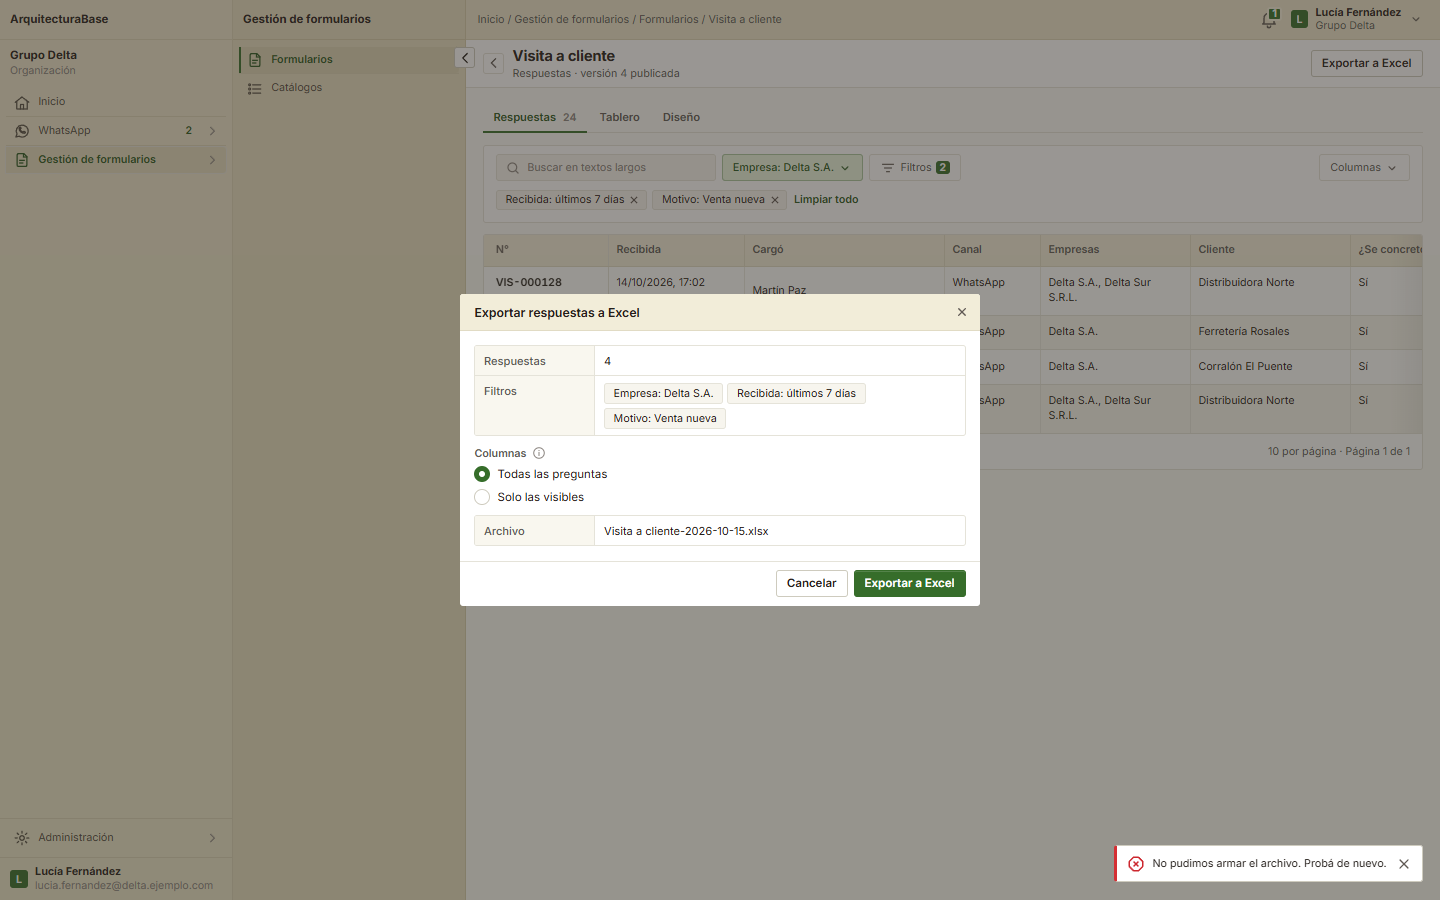 ArquitecturaBase
Grupo Delta
Organización
Inicio
WhatsApp 2
Gestión de formularios
Administración
L
Lucía Fernández
lucia.fernandez@delta.ejemplo.com
Gestión de formularios
Formularios
Catálogos
Inicio / Gestión de formularios / Formularios / Visita a cliente
1
L
Lucía Fernández
Grupo Delta
Visita a cliente
Respuestas · versión 4 publicada
Exportar a Excel
Respuestas 24 Tablero Diseño
Buscar en textos largos Empresa: Delta S.A. Filtros 2 Columnas
Recibida: últimos 7 días Motivo: Venta nueva Limpiar todo
N° Recibida Cargó Canal Empresas Cliente ¿Se concretó
VIS-000128 14/10/2026, 17:02 Martín Paz WhatsApp Delta S.A., Delta Sur S.R.L. Distribuidora Norte Sí
sApp Delta S.A. Ferretería Rosales Sí
sApp Delta S.A. Corralón El Puente Sí
sApp Delta S.A., Delta Sur S.R.L. Distribuidora Norte Sí
10 por página · Página 1 de 1
Exportar respuestas a Excel
Respuestas 4
Filtros Empresa: Delta S.A. Recibida: últimos 7 días
Motivo: Venta nueva
Columnas
Todas las preguntas
Solo las visibles
Archivo Visita a cliente-2026-10-15.xlsx
Cancelar Exportar a Excel
No pudimos armar el archivo. Probá de nuevo.